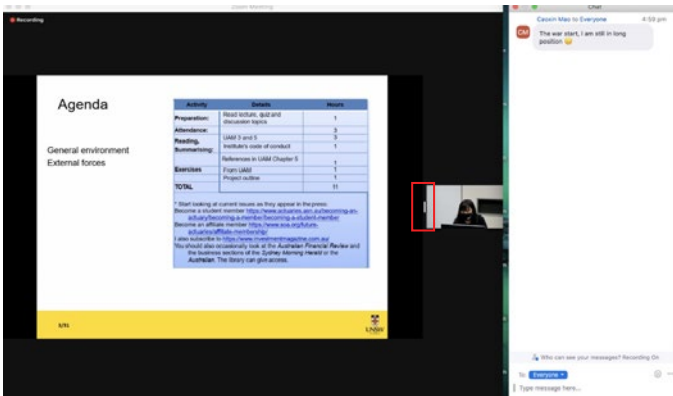 Zoom Meeting
Recording
Agenda
General environment
External forces
Activity Details Hours
Preparation: Read lecture, quiz and discussion topics 1
Attendance: 3
Reading, Summarising: UAM 3 and 5 3
Institute's code of conduct 1
References in UAM Chapter 5 1
Exercises From UAM 1
Project outline 1
TOTAL 11
* Start looking at current issues as they appear in the press:
Become a student member https://www.actuaries.asn.au/becoming-an-
actuary/becoming-a-member/becoming-a-student-member
Become an affiliate member https://www.soa.org/future-
actuaries/affiliate-membership/
I also subscribe to https://www.investmentmagazine.com.au/
You should also occasionally look at the Australian Financial Review and
the business sections of the Sydney Morning Herald or the
Australian. The library can give access.
UNSW
Chat
Caoxin Mao to Everyone 4:59 pm
CM
The war start, I am still in long
position 😄
Who can see your messages? Recording On
To: Everyone
Type message here...